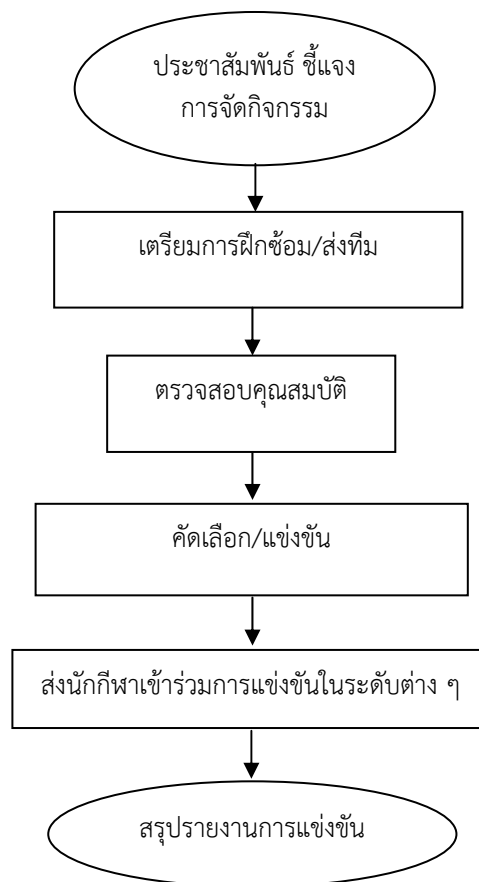 ประชาสัมพันธ์ ชี้แจง
การจัดกิจกรรม
เตรียมการฝึกซ้อม/ส่งทีม
ตรวจสอบคุณสมบัติ
คัดเลือก/แข่งขัน
ส่งนักกีฬาเข้าร่วมการแข่งขันในระดับต่าง ๆ
สรุปรายงานการแข่งขัน